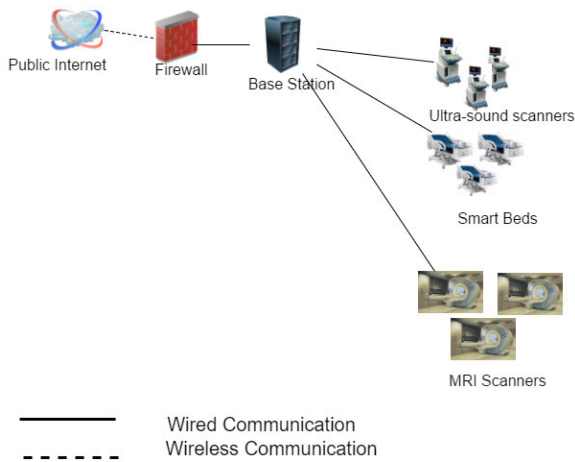 Public Internet
Firewall
Base Station
Ultra-sound scanners
Smart Beds
MRI Scanners
Wired Communication
Wireless Communication